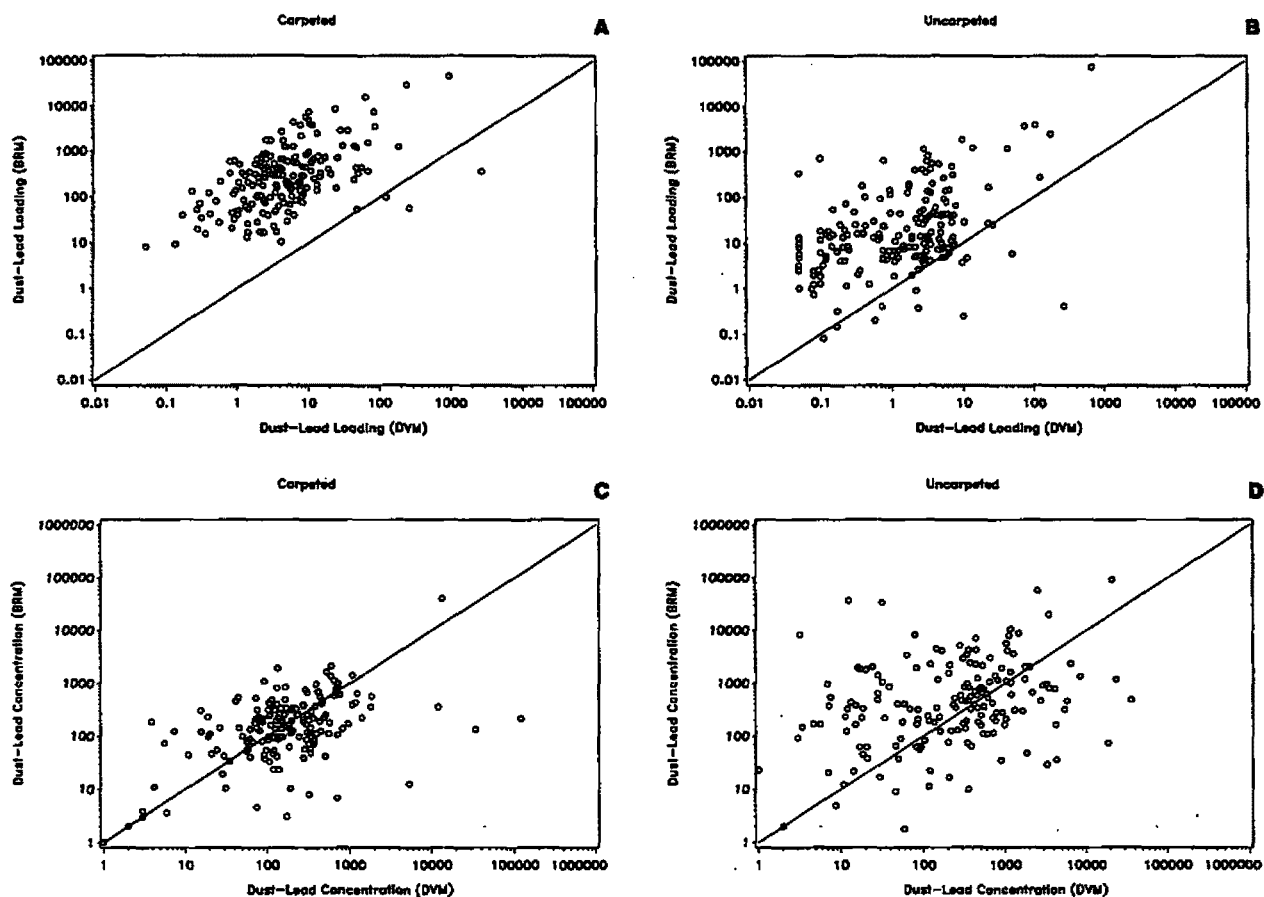 Carpeted
A
Dust-Lead Loading (BRM)
100000
10000
1000
100
10
1
0.1
0.01
0.01 0.1 1 10 100 1000 10000 100000
Dust-Lead Loading (DVM)
Uncarpeted
B
Dust-Lead Loading (BRM)
100000
10000
1000
100
10
1
0.1
0.01
0.01 0.1 1 10 100 1000 10000 100000
Dust-Lead Loading (DVM)
Carpeted
C
Dust-Lead Concentration (BRM)
1000000
100000
10000
1000
100
10
1
1 10 100 1000 10000 100000 1000000
Dust-Lead Concentration (DVM)
Uncarpeted
D
Dust-Lead Concentration (BRM)
1000000
100000
10000
1000
100
10
1
1 10 100 1000 10000 100000 1000000
Dust-Lead Concentration (DVM)